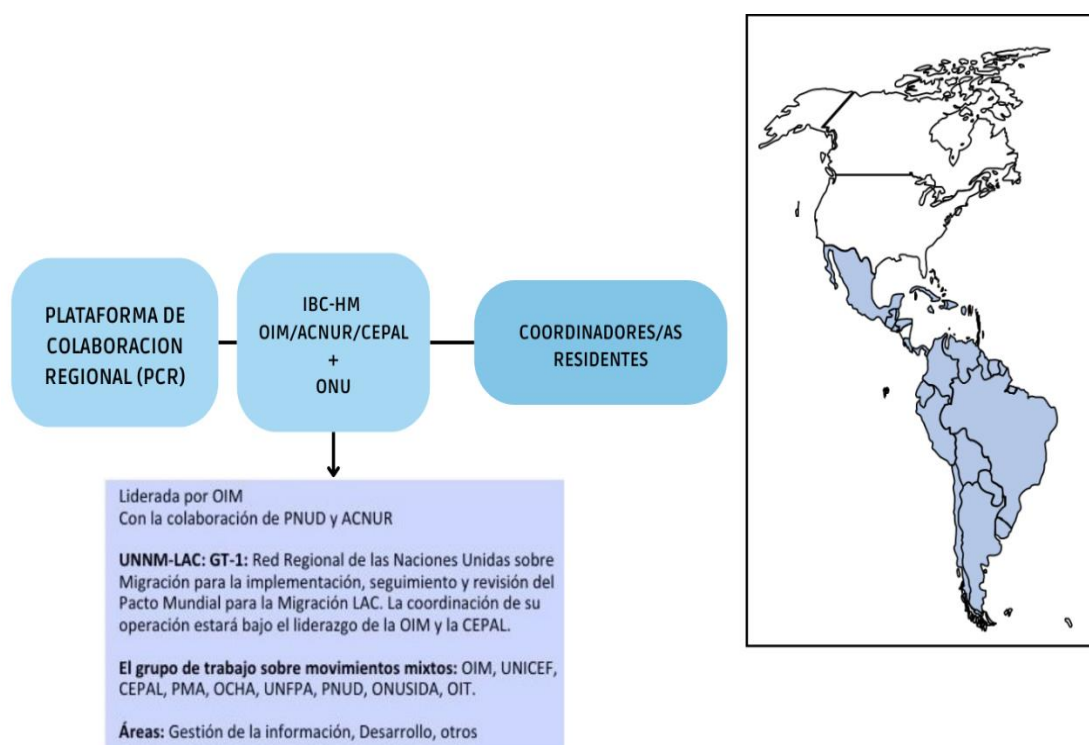 PLATAFORMA DE
COLABORACION
REGIONAL (PCR)
IBC-HM
OIM/ACNUR/CEPAL
+
ONU
COORDINADORES/AS
RESIDENTES
Liderada por OIM
Con la colaboración de PNUD y ACNUR
UNNM-LAC: GT-1: Red Regional de las Naciones Unidas sobre
Migración para la implementación, seguimiento y revisión del
Pacto Mundial para la Migración LAC. La coordinación de su
operación estará bajo el liderazgo de la OIM y la CEPAL.
El grupo de trabajo sobre movimientos mixtos: OIM, UNICEF,
CEPAL, PMA, OCHA, UNFPA, PNUD, ONUSIDA, OIT.
Áreas: Gestión de la información, Desarrollo, otros